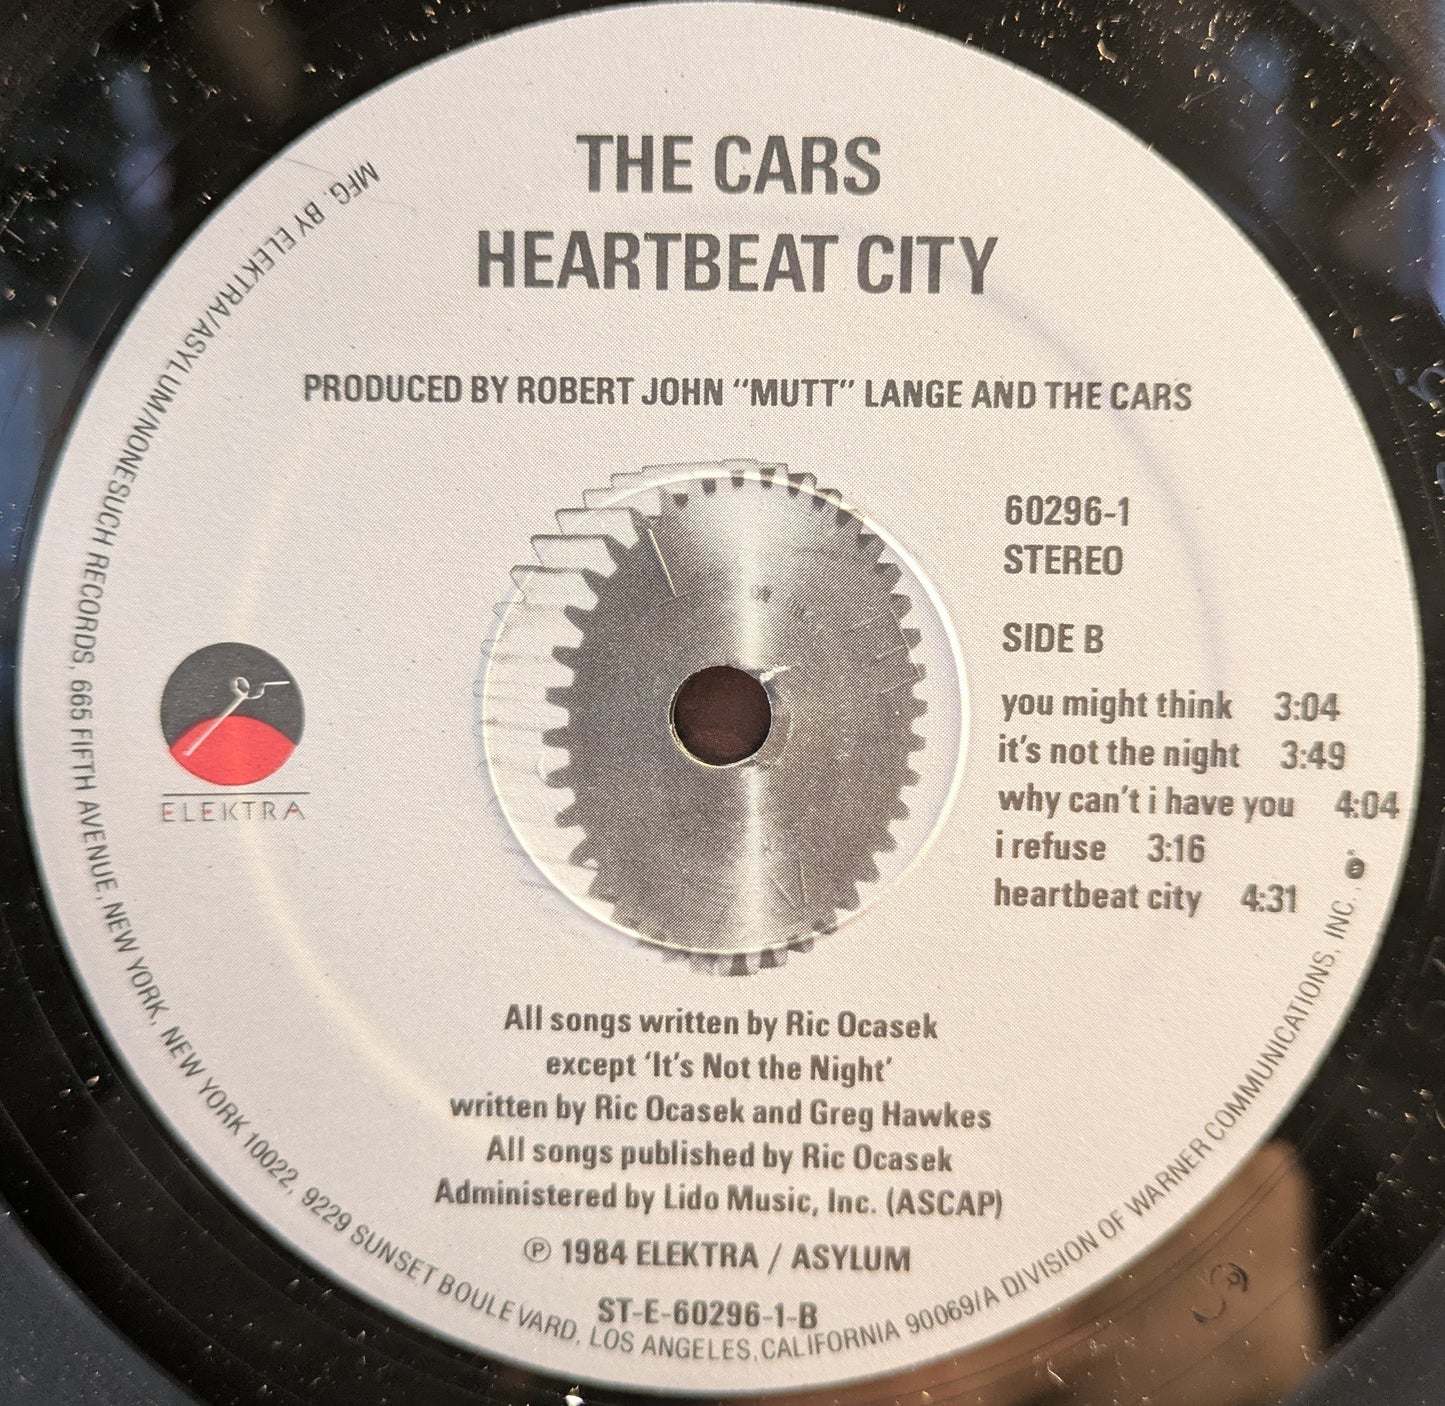 THE CARS
HEARTBEAT CITY
PRODUCED BY ROBERT JOHN "MUTT" LANGE AND THE CARS
60296-1
STEREO
SIDE B
you might think 3:04
it's not the night 3:49
why can't i have you 4:04
i refuse 3:16
heartbeat city 4:31
ELEKTRA
All songs written by Ric Ocasek
except 'It's Not the Night'
written by Ric Ocasek and Greg Hawkes
All songs published by Ric Ocasek
Administered by Lido Music, Inc. (ASCAP)
℗ 1984 ELEKTRA / ASYLUM
ST-E-60296-1-B
MFG. BY ELEKTRA/ASYLUM/NONESUCH RECORDS, 665 FIFTH AVENUE, NEW YORK, NEW YORK 10022, 9229 SUNSET BOULEVARD, LOS ANGELES, CALIFORNIA 90069/A DIVISION OF WARNER COMMUNICATIONS, INC.